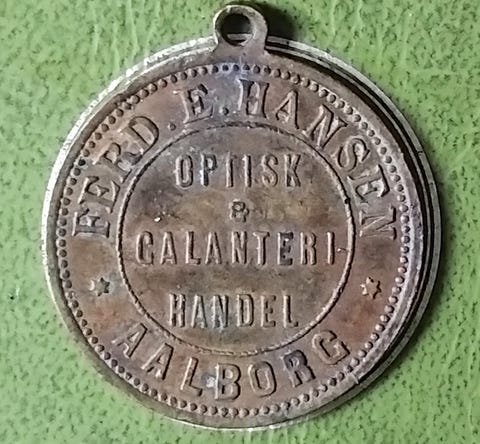 FERD. E. HANSEN
OPTISK
&
GALANTERI
HANDEL
AALBORG